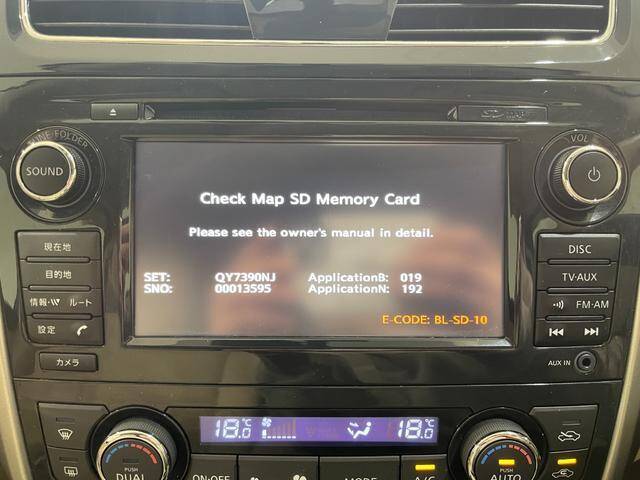 TUNE FOLDER
SOUND
VOL
Check Map SD Memory Card
Please see the owner's manual in detail.
SET: QY7390NJ ApplicationB: 019
SNO: 00013595 ApplicationN: 192
E-CODE: BL-SD-10
現在地
目的地
情報・ ルート
設定
カメラ
DISC
TV・AUX
FM・AM
AUX IN
18.0
18.0
PUSH
DUAL
ON・OFF
MODE
A/C
PUSH
AUTO